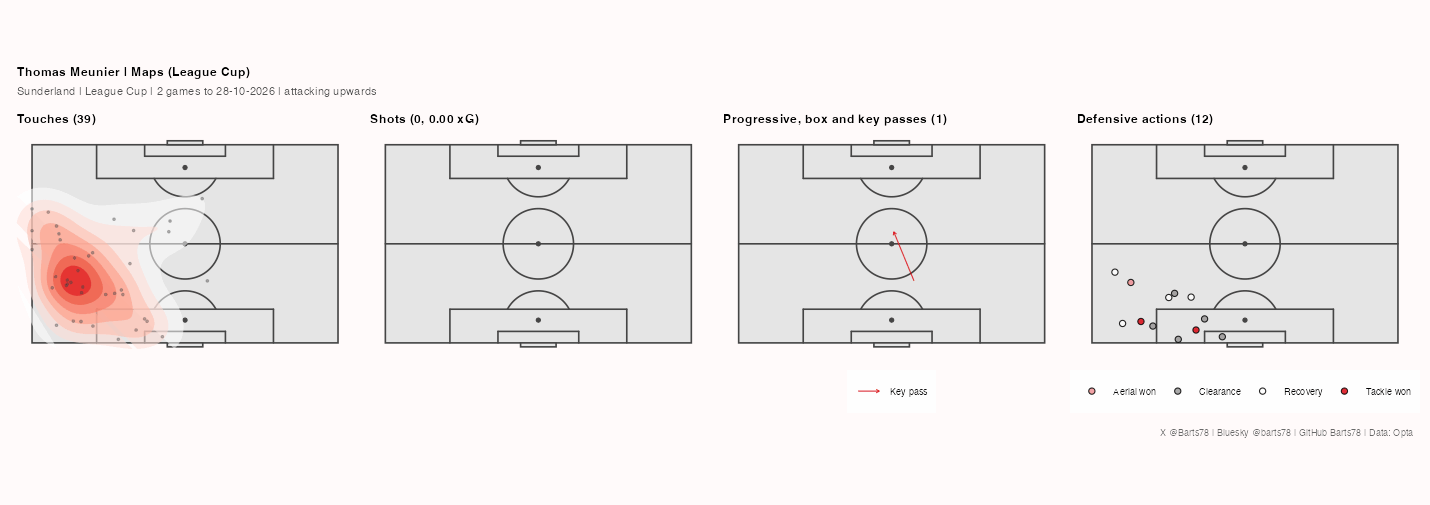 Thomas Meunier | Maps (League Cup)
Sunderland | League Cup | 2 games to 28-10-2026 | attacking upwards
Touches (39)
Shots (0, 0.00 xG)
Progressive, box and key passes (1)
Defensive actions (12)
Key pass
Aerial won
Clearance
Recovery
Tackle won
X @Barts78 | Bluesky @barts78 | GitHub Barts78 | Data: Opta